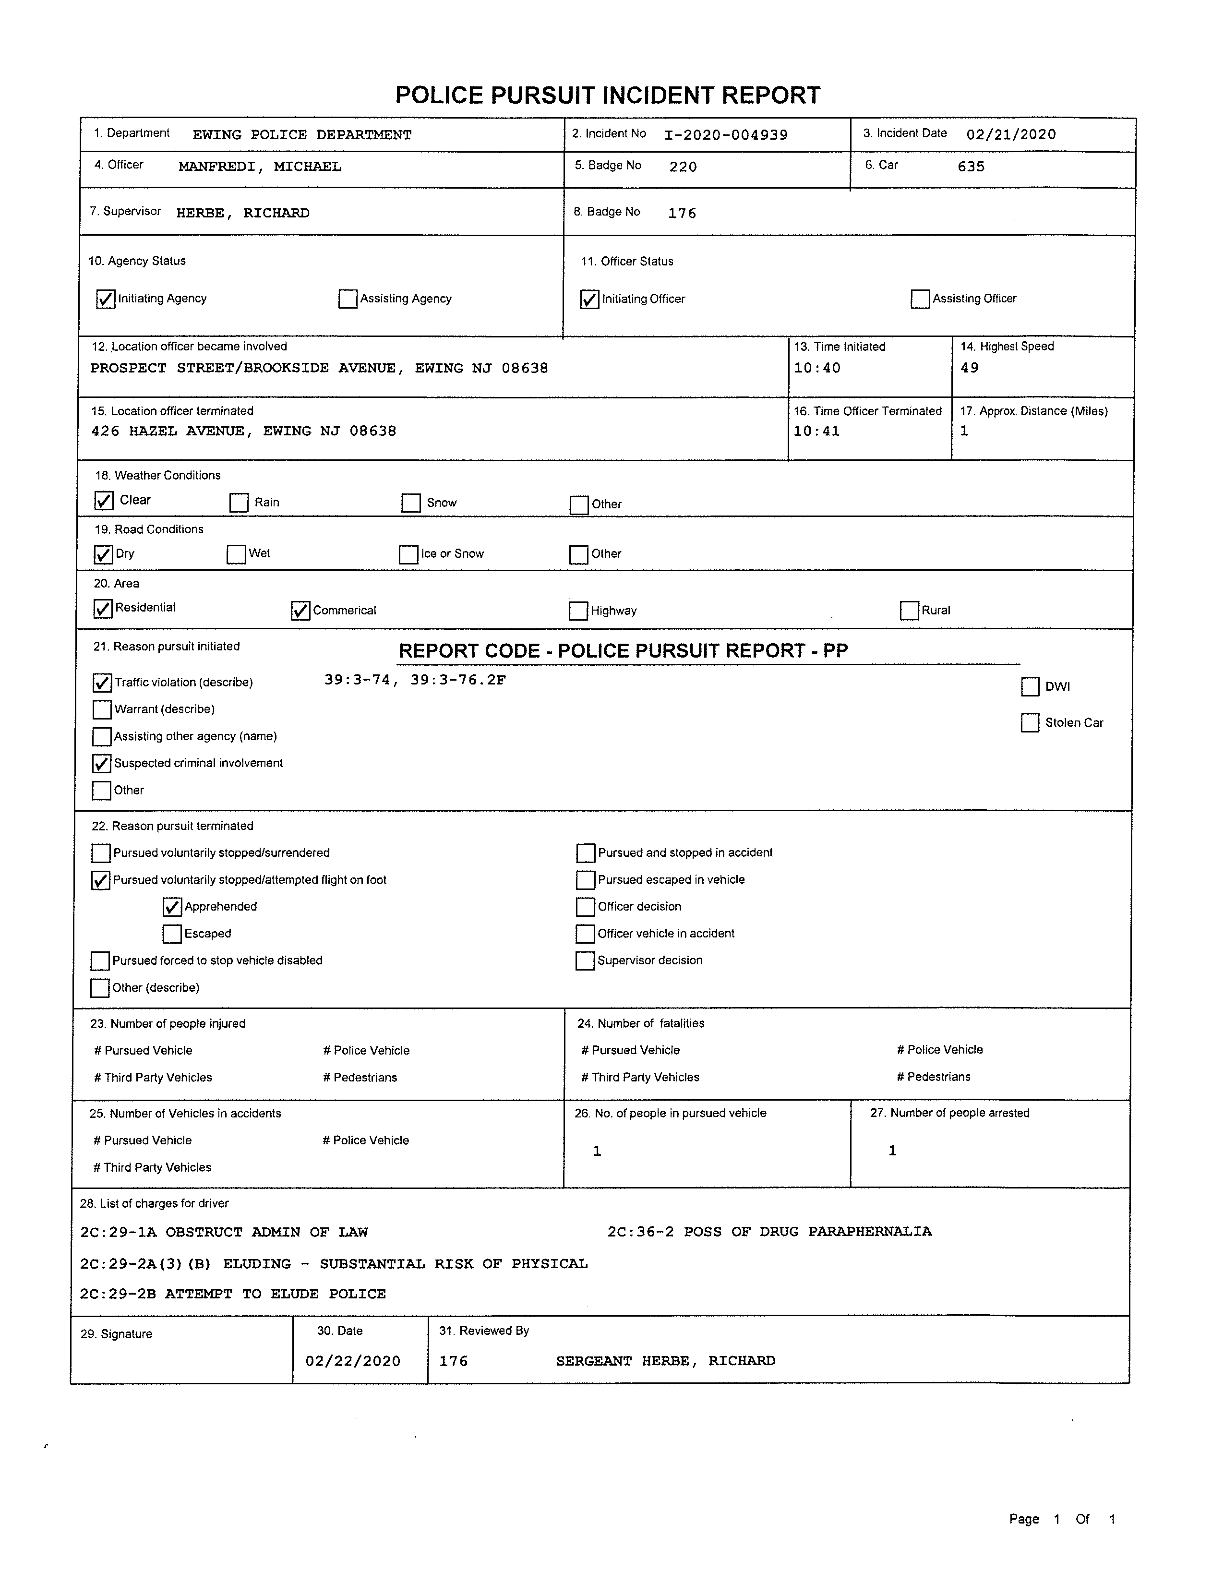 POLICE PURSUIT INCIDENT REPORT
1. Department EWING POLICE DEPARTMENT 2. Incident No I-2020-004939 3. Incident Date 02/21/2020
4. Officer MANFREDI, MICHAEL 5. Badge No 220 6. Car 635
7. Supervisor HERBE, RICHARD 8. Badge No 176
10. Agency Status 11. Officer Status
Initiating Agency Assisting Agency Initiating Officer Assisting Officer
12. Location officer became involved 13. Time Initiated 14. Highest Speed
PROSPECT STREET/BROOKSIDE AVENUE, EWING NJ 08638 10:40 49
15. Location officer terminated 16. Time Officer Terminated 17. Approx. Distance (Miles)
426 HAZEL AVENUE, EWING NJ 08638 10:41 1
18. Weather Conditions
Clear Rain Snow Other
19. Road Conditions
Dry Wet Ice or Snow Other
20. Area
Residential Commerical Highway Rural
21. Reason pursuit initiated REPORT CODE - POLICE PURSUIT REPORT - PP
Traffic violation (describe) 39:3-74, 39:3-76.2F DWI
Warrant (describe)
Stolen Car
Assisting other agency (name)
Suspected criminal involvement
Other
22. Reason pursuit terminated
Pursued voluntarily stopped/surrendered Pursued and stopped in accident
Pursued voluntarily stopped/attempted flight on foot Pursued escaped in vehicle
Apprehended Officer decision
Escaped Officer vehicle in accident
Pursued forced to stop vehicle disabled Supervisor decision
Other (describe)
23. Number of people injured 24. Number of fatalities
# Pursued Vehicle # Police Vehicle # Pursued Vehicle # Police Vehicle
# Third Party Vehicles # Pedestrians # Third Party Vehicles # Pedestrians
25. Number of Vehicles in accidents 26. No. of people in pursued vehicle 27. Number of people arrested
# Pursued Vehicle # Police Vehicle 1 1
# Third Party Vehicles
28. List of charges for driver
2C:29-1A OBSTRUCT ADMIN OF LAW 2C:36-2 POSS OF DRUG PARAPHERNALIA
2C:29-2A(3)(B) ELUDING - SUBSTANTIAL RISK OF PHYSICAL
2C:29-2B ATTEMPT TO ELUDE POLICE
29. Signature 30. Date 31. Reviewed By
02/22/2020 176 SERGEANT HERBE, RICHARD
Page 1 Of 1